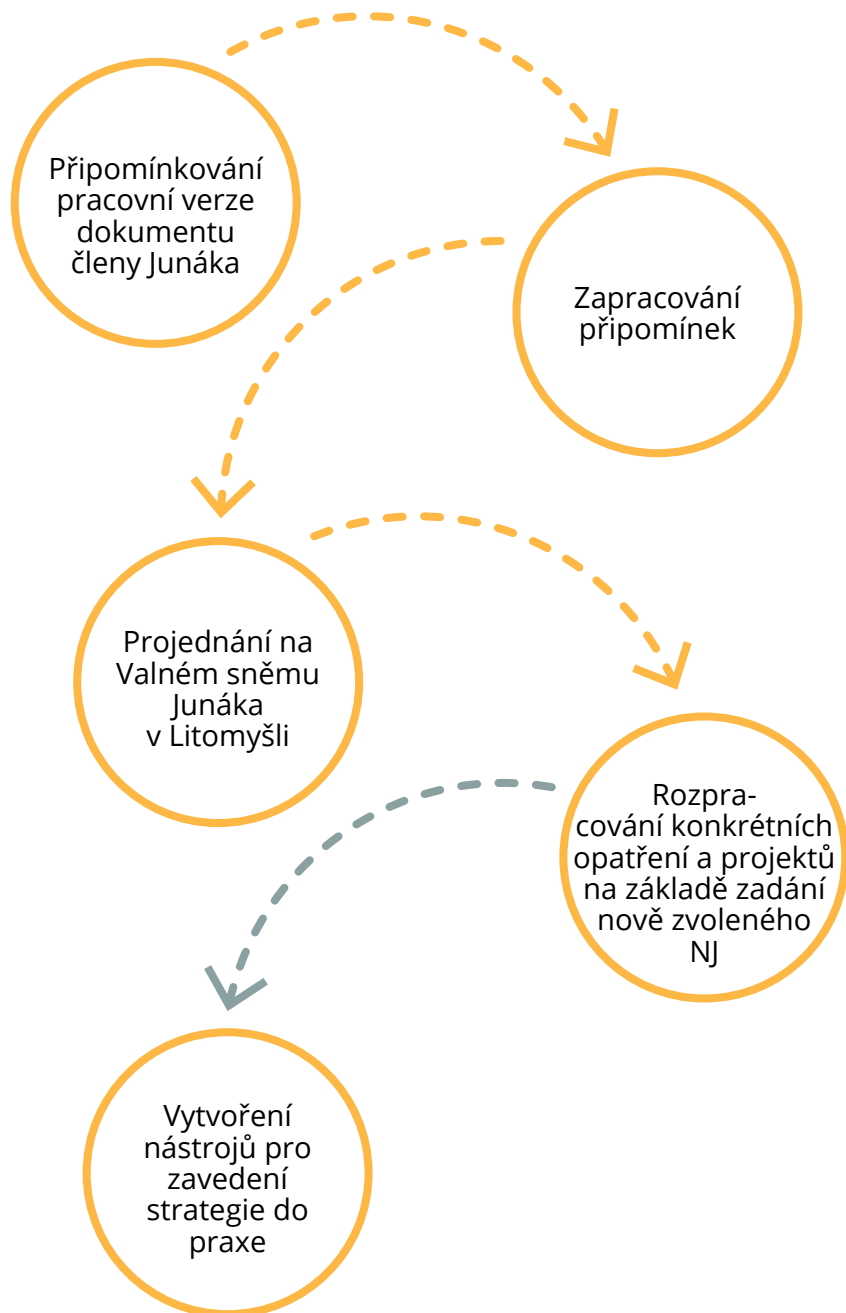 Připomínkování
pracovní verze
dokumentu
členy Junáka
Zapracování
připomínek
Projednání na
Valném sněmu
Junáka
v Litomyšli
Rozpra-
cování konkrétních
opatření a projektů
na základě zadání
nově zvoleného
NJ
Vytvoření
nástrojů pro
zavedení
strategie do
praxe